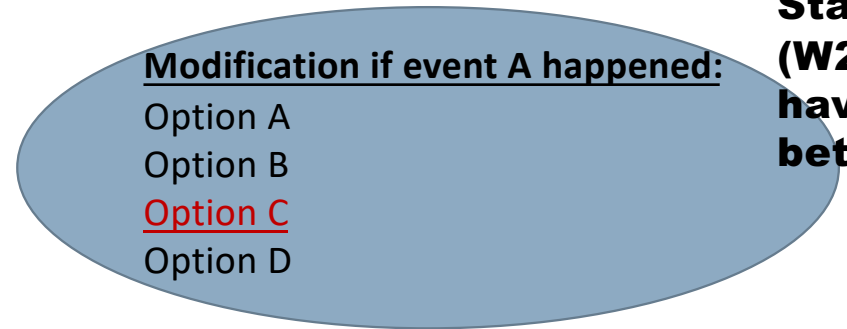 Modification if event A happened:
Option A
Option B
Option C
Option D